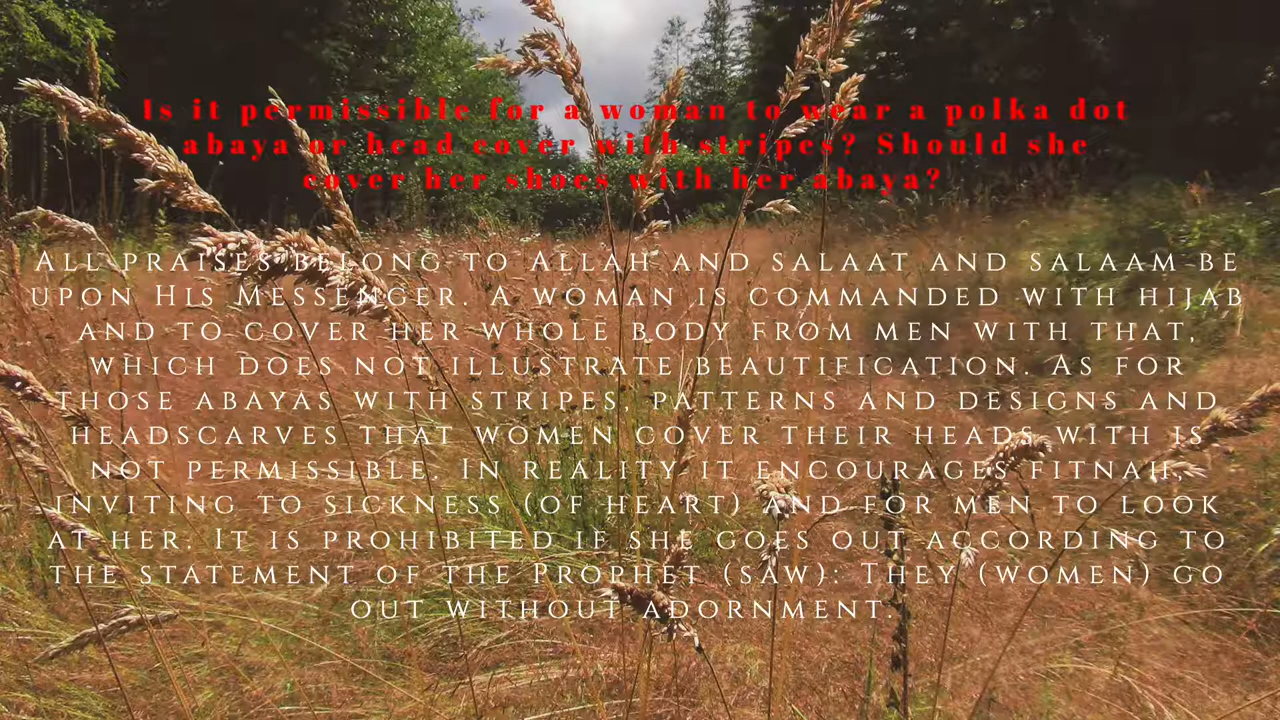 Is it permissible for a woman to wear a polka dot
abaya or head cover with stripes? Should she
cover her shoes with her abaya?
All praises belong to Allah and salaat and salaam be
upon His Messenger. A woman is commanded with hijab
and to cover her whole body from men with that,
which does not illustrate beautification. As for
those abayas with stripes, patterns and designs and
headscarves that women cover their heads with is
not permissible. In reality it encourages fitnah,
inviting to sickness (of heart) and for men to look
at her. It is prohibited if she goes out according to
the statement of the Prophet (saw): They (women) go
out without adornment.